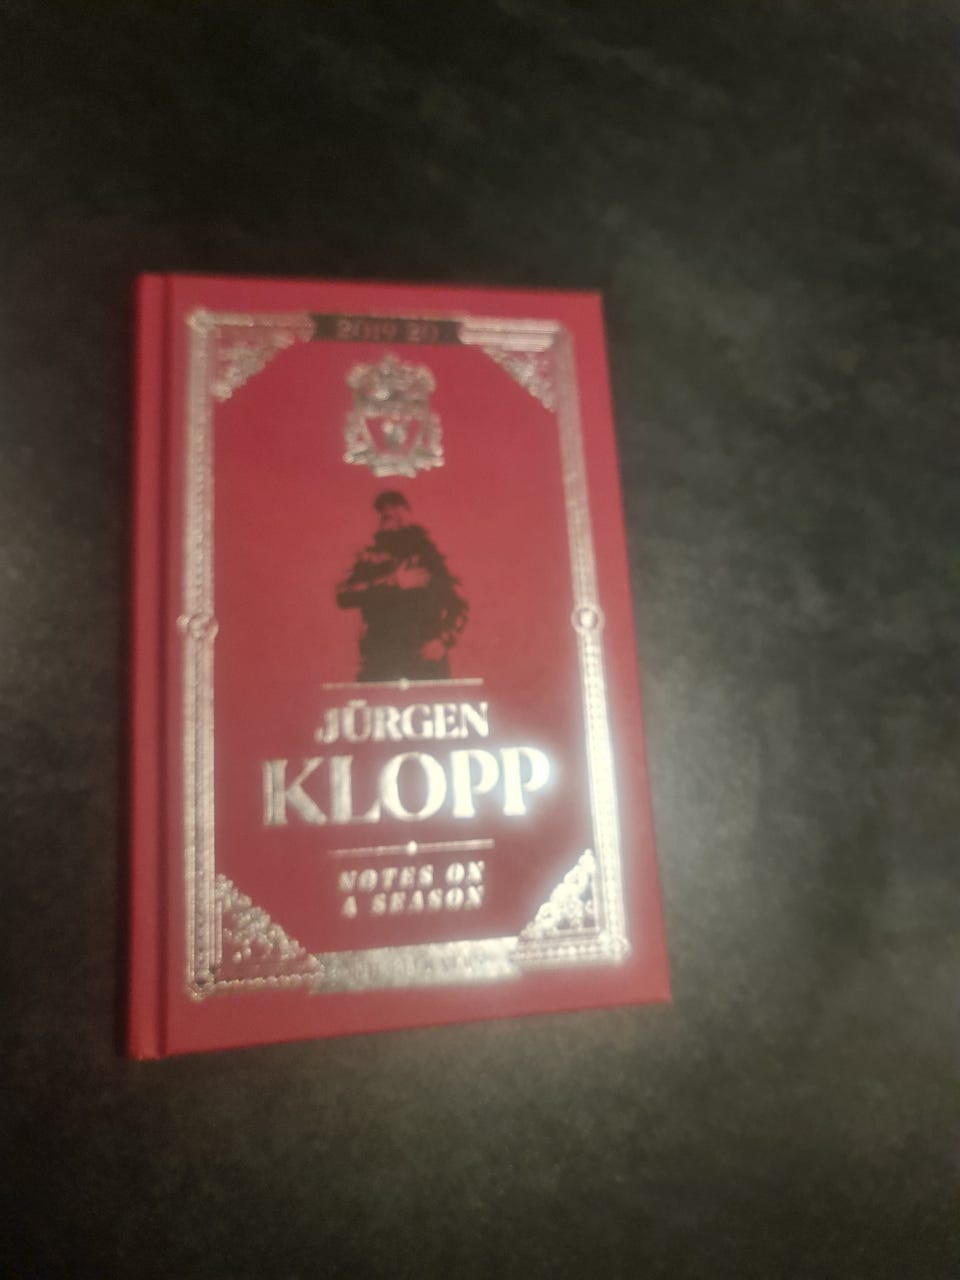 2019-20
JÜRGEN
KLOPP
NOTES ON
A SEASON